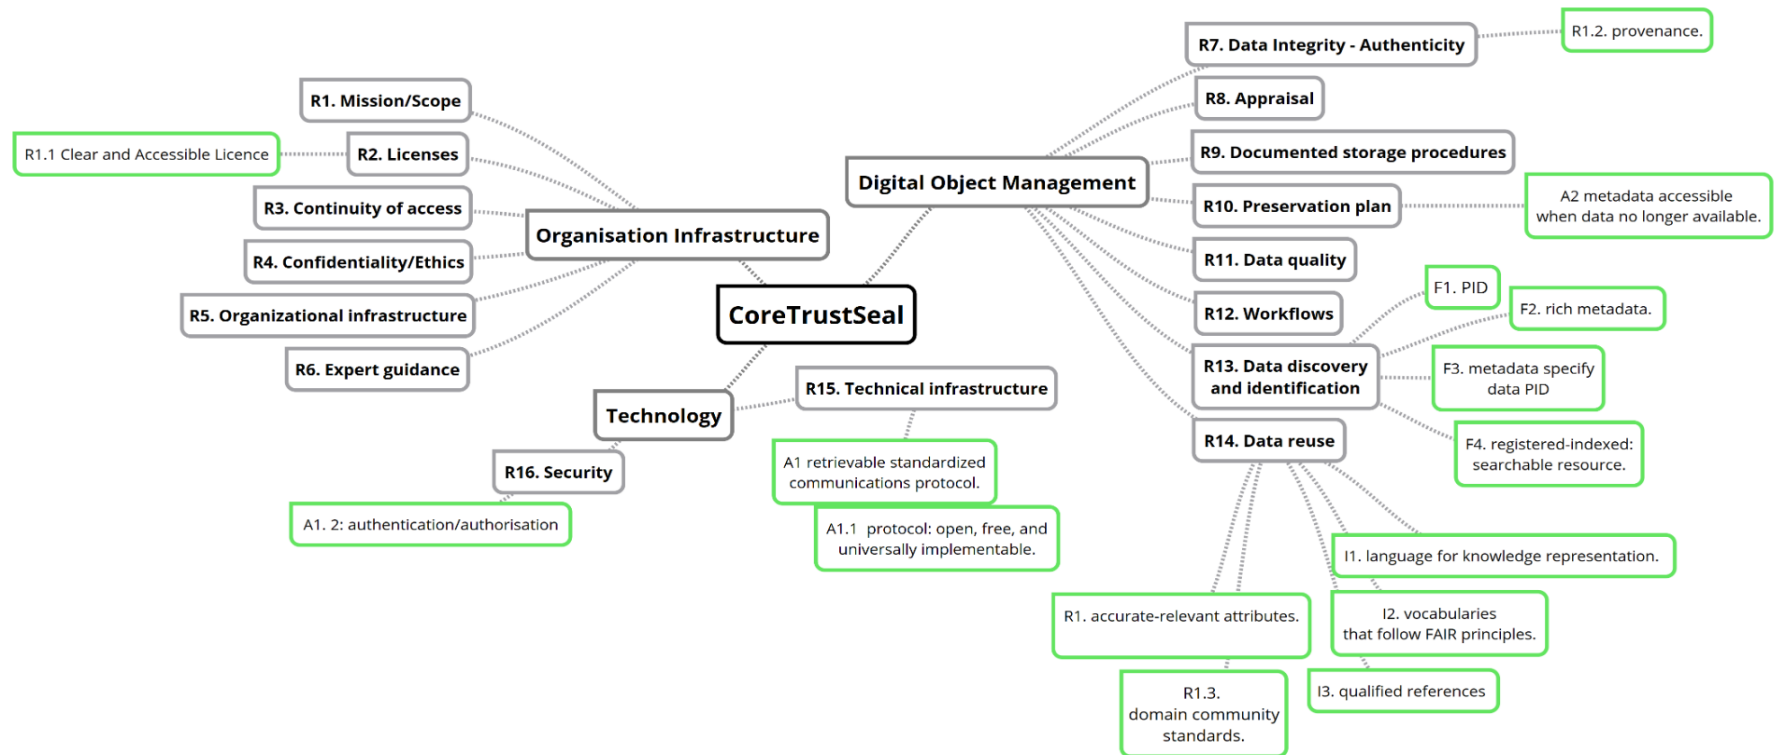 CoreTrustSeal
Organisation Infrastructure
R1. Mission/Scope
R2. Licenses
R1.1 Clear and Accessible Licence
R3. Continuity of access
R4. Confidentiality/Ethics
R5. Organizational infrastructure
R6. Expert guidance
Digital Object Management
R7. Data Integrity - Authenticity
R1.2. provenance.
R8. Appraisal
R9. Documented storage procedures
R10. Preservation plan
A2 metadata accessible
when data no longer available.
R11. Data quality
R12. Workflows
R13. Data discovery
and identification
F1. PID
F2. rich metadata.
F3. metadata specify
data PID
F4. registered-indexed:
searchable resource.
R14. Data reuse
I1. language for knowledge representation.
I2. vocabularies
that follow FAIR principles.
I3. qualified references
R1. accurate-relevant attributes.
R1.3.
domain community
standards.
Technology
R15. Technical infrastructure
A1 retrievable standardized
communications protocol.
A1.1 protocol: open, free, and
universally implementable.
R16. Security
A1. 2: authentication/authorisation